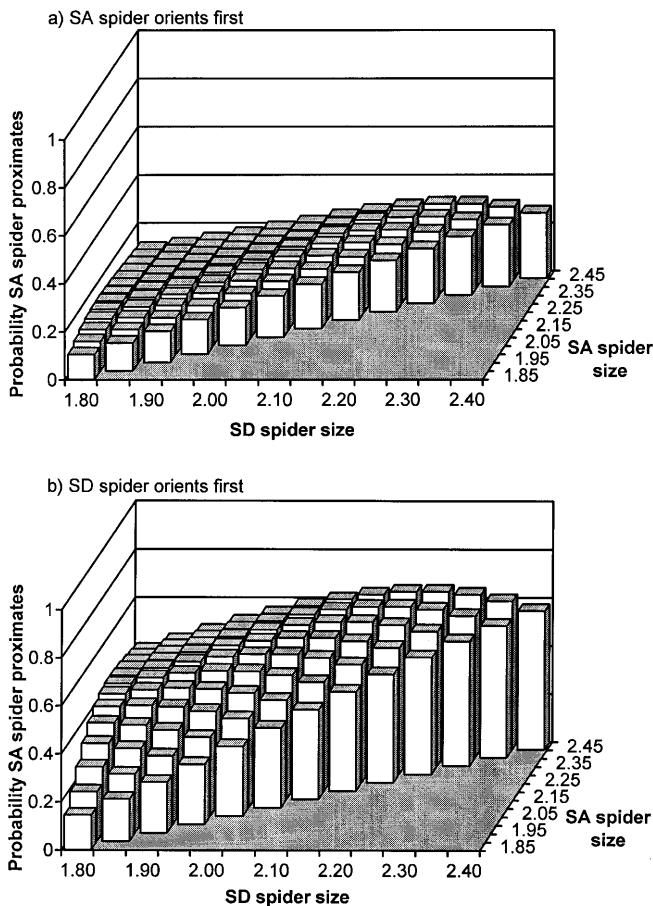 a) SA spider orients first
Probability SA spider proximates
1
0.8
0.6
0.4
0.2
0
1.80 1.90 2.00 2.10 2.20 2.30 2.40
SD spider size
2.45
2.35
2.25
2.15
2.05
1.95
1.85
SA spider
size
b) SD spider orients first
Probability SA spider proximates
1
0.8
0.6
0.4
0.2
0
1.80 1.90 2.00 2.10 2.20 2.30 2.40
SD spider size
2.45
2.35
2.25
2.15
2.05
1.95
1.85
SA spider
size